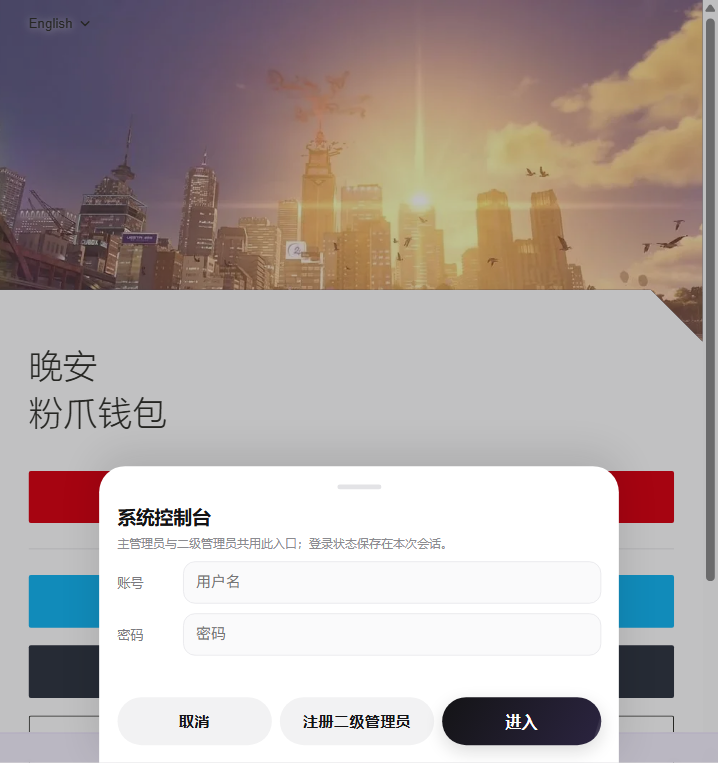 English
晚安
粉爪钱包
系统控制台
主管理员与二级管理员共用此入口；登录状态保存在本次会话。
账号 用户名
密码 密码
取消 注册二级管理员 进入